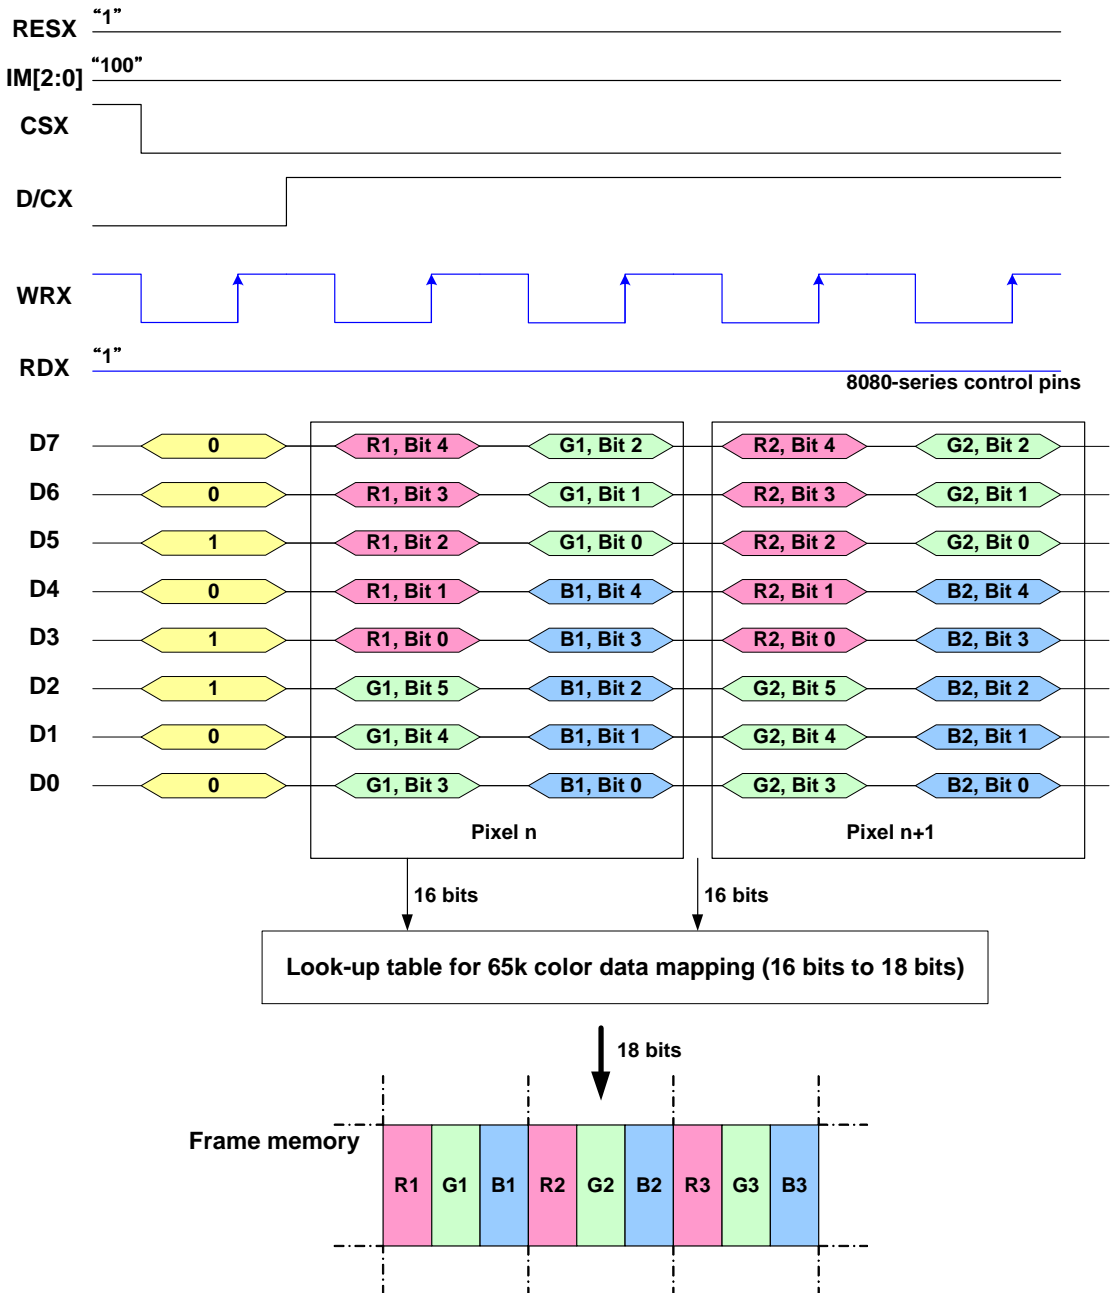 RESX "1"
IM[2:0] "100"
CSX
D/CX
WRX
RDX "1"
8080-series control pins
D7 0 R1, Bit 4 G1, Bit 2 R2, Bit 4 G2, Bit 2
D6 0 R1, Bit 3 G1, Bit 1 R2, Bit 3 G2, Bit 1
D5 1 R1, Bit 2 G1, Bit 0 R2, Bit 2 G2, Bit 0
D4 0 R1, Bit 1 B1, Bit 4 R2, Bit 1 B2, Bit 4
D3 1 R1, Bit 0 B1, Bit 3 R2, Bit 0 B2, Bit 3
D2 1 G1, Bit 5 B1, Bit 2 G2, Bit 5 B2, Bit 2
D1 0 G1, Bit 4 B1, Bit 1 G2, Bit 4 B2, Bit 1
D0 0 G1, Bit 3 B1, Bit 0 G2, Bit 3 B2, Bit 0
Pixel n Pixel n+1
16 bits 16 bits
Look-up table for 65k color data mapping (16 bits to 18 bits)
18 bits
Frame memory
R1 G1 B1 R2 G2 B2 R3 G3 B3